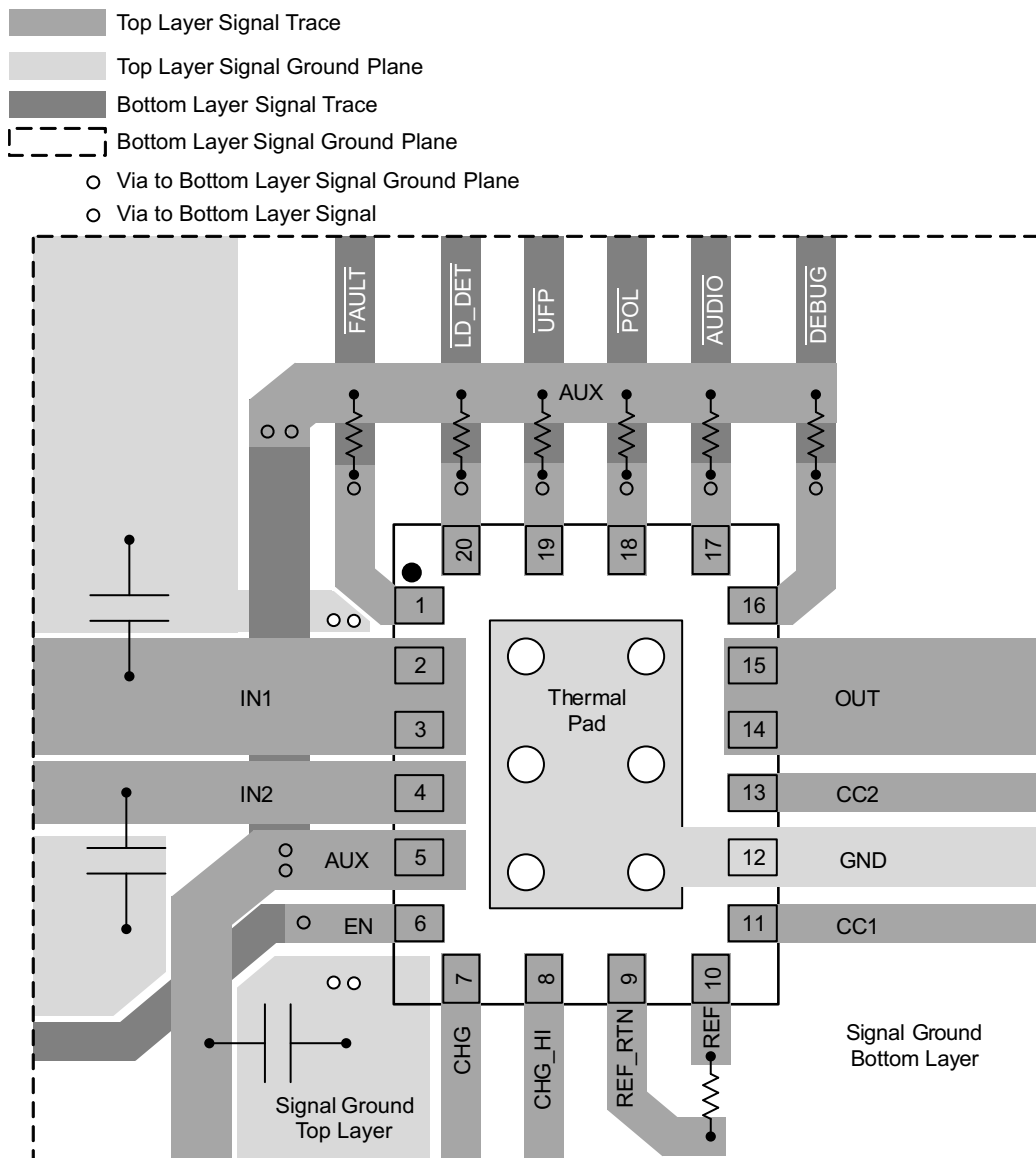 Top Layer Signal Trace
Top Layer Signal Ground Plane
Bottom Layer Signal Trace
Bottom Layer Signal Ground Plane
Via to Bottom Layer Signal Ground Plane
Via to Bottom Layer Signal
FAULT
LD_DET
UFP
POL
AUDIO
DEBUG
AUX
20
19
18
17
1
16
2
15
Thermal
Pad
IN1
OUT
3
14
IN2
4
13
CC2
AUX
5
12
GND
EN
6
11
CC1
7
8
9
10
CHG
CHG_HI
REF_RTN
REF
Signal Ground
Bottom Layer
Signal Ground
Top Layer